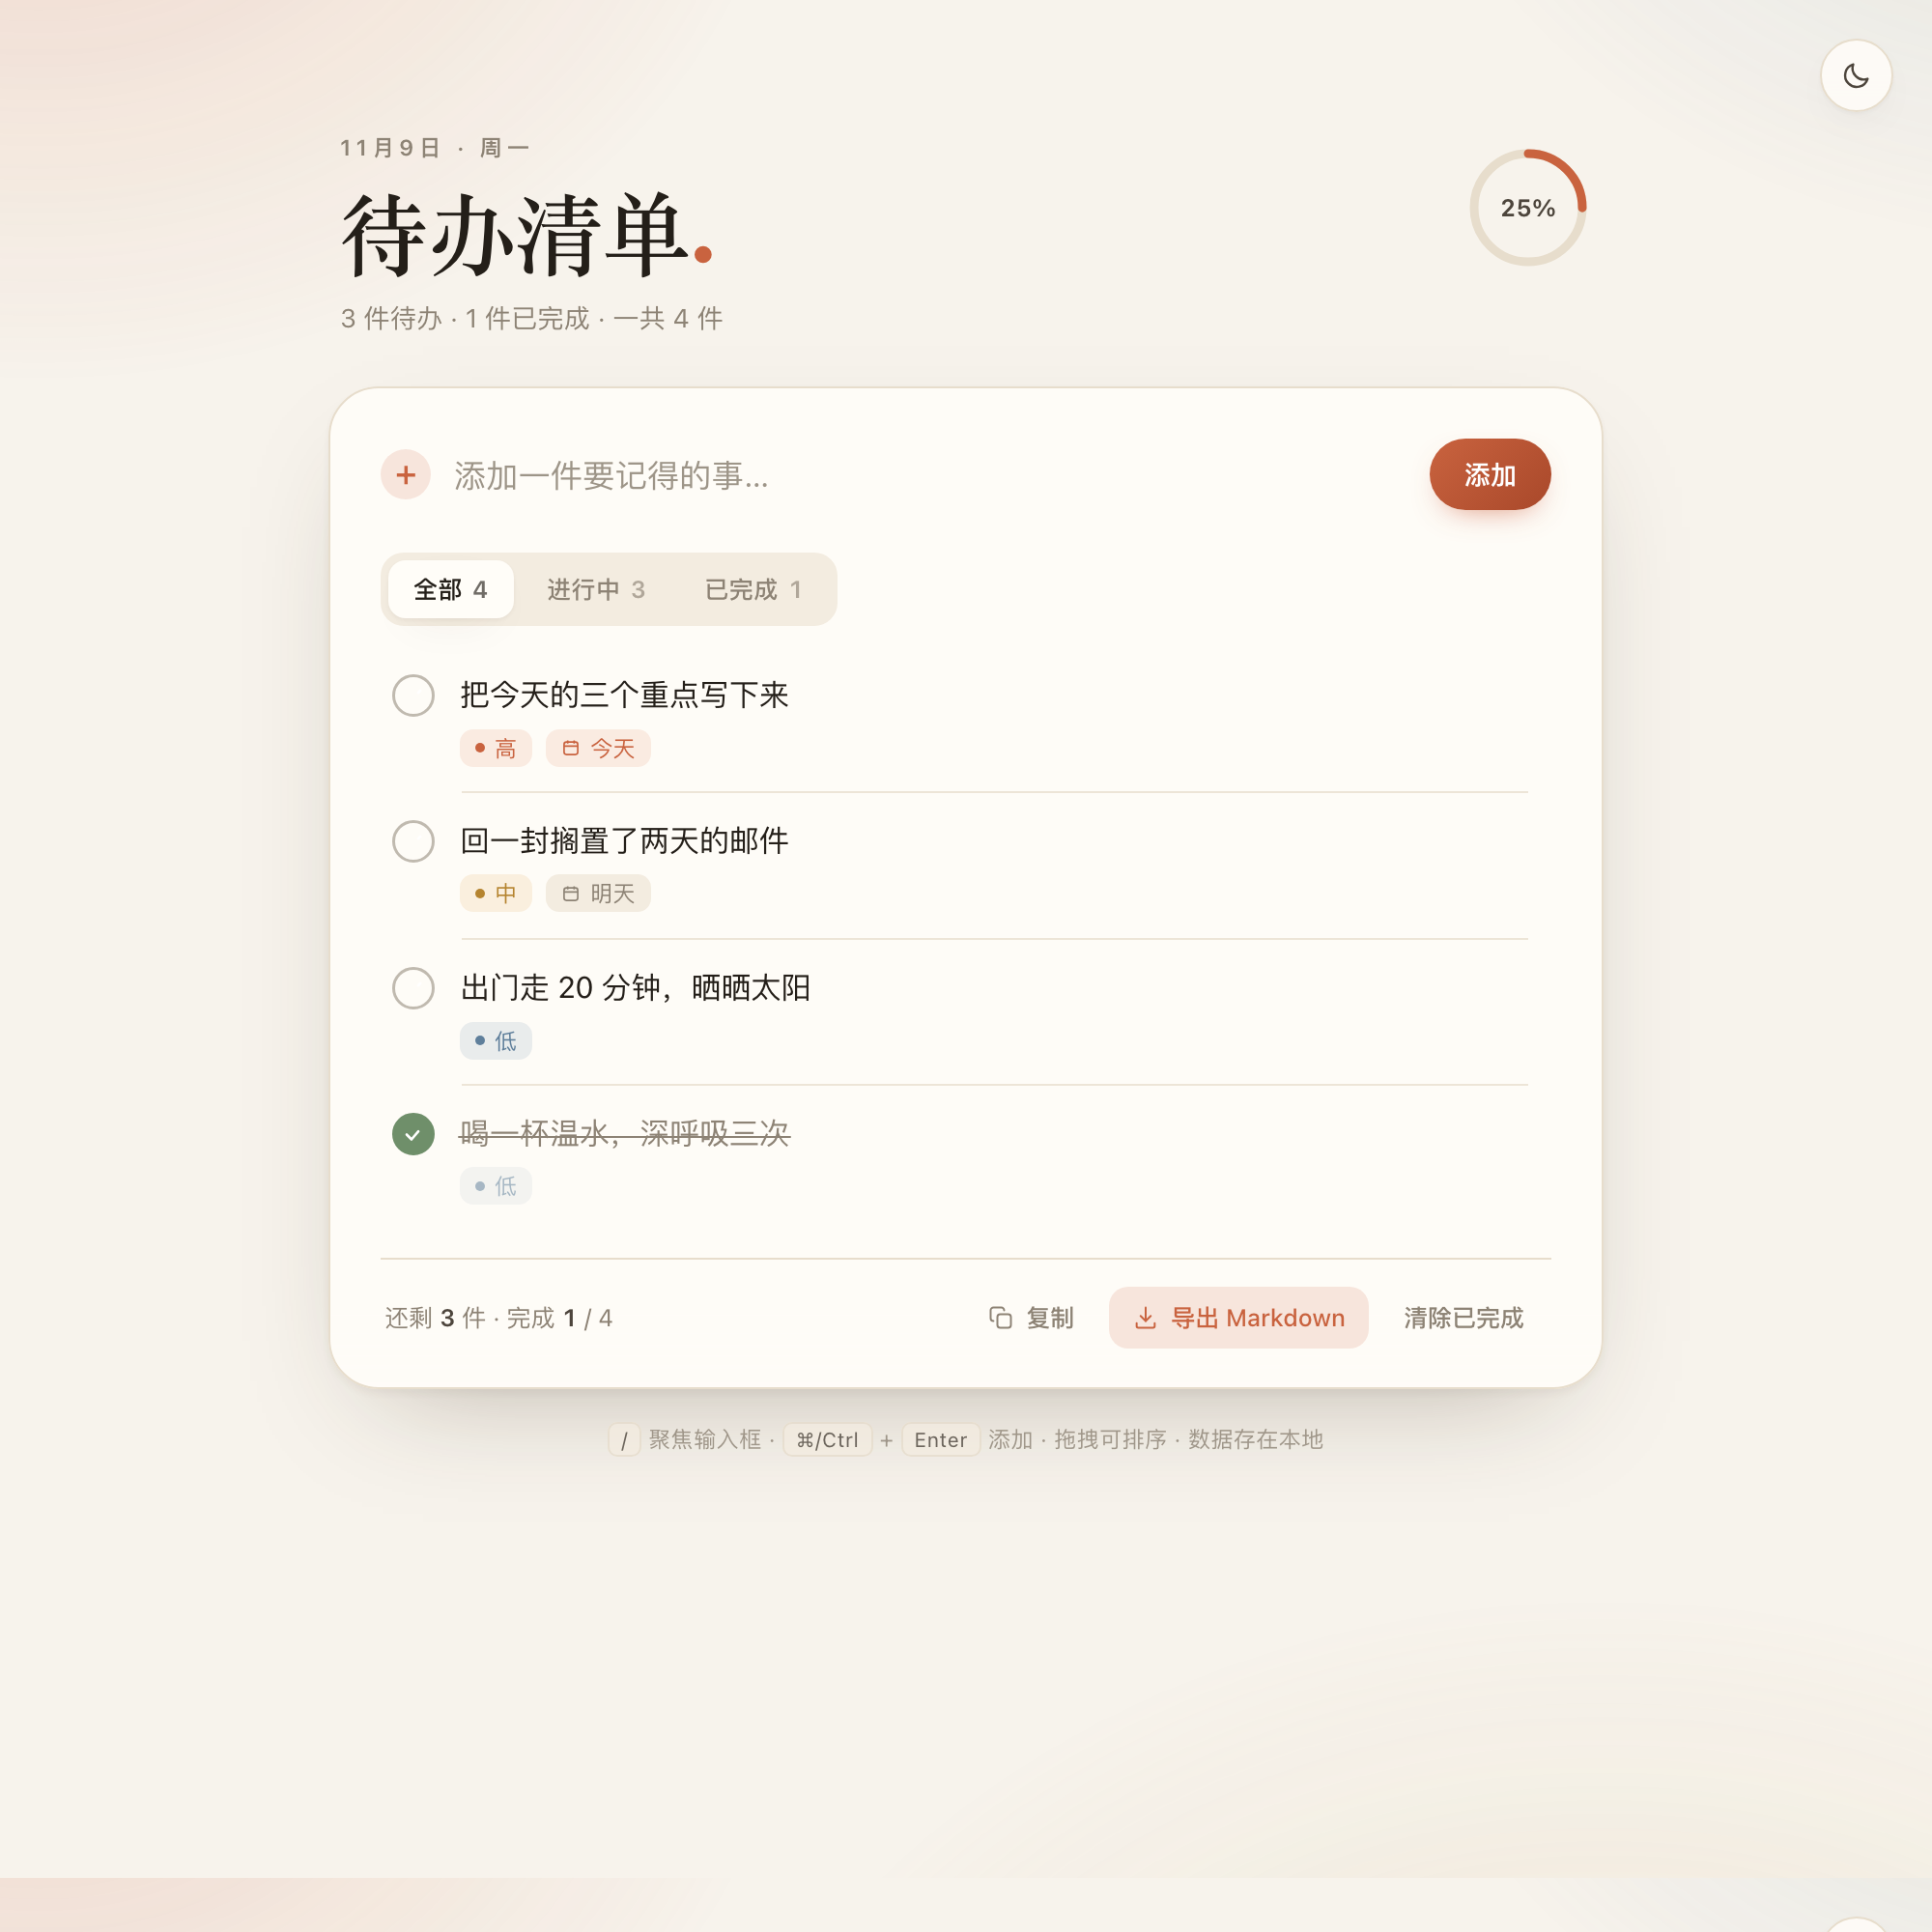 11月9日 · 周一
待办清单.
25%
3 件待办 · 1 件已完成 · 一共 4 件
添加一件要记得的事...
添加
全部 4 进行中 3 已完成 1
把今天的三个重点写下来
高 今天
回一封搁置了两天的邮件
中 明天
出门走 20 分钟，晒晒太阳
低
喝一杯温水，深呼吸三次
低
还剩 3 件 · 完成 1 / 4 复制 导出 Markdown 清除已完成
/ 聚焦输入框 · ⌘/Ctrl + Enter 添加 · 拖拽可排序 · 数据存在本地